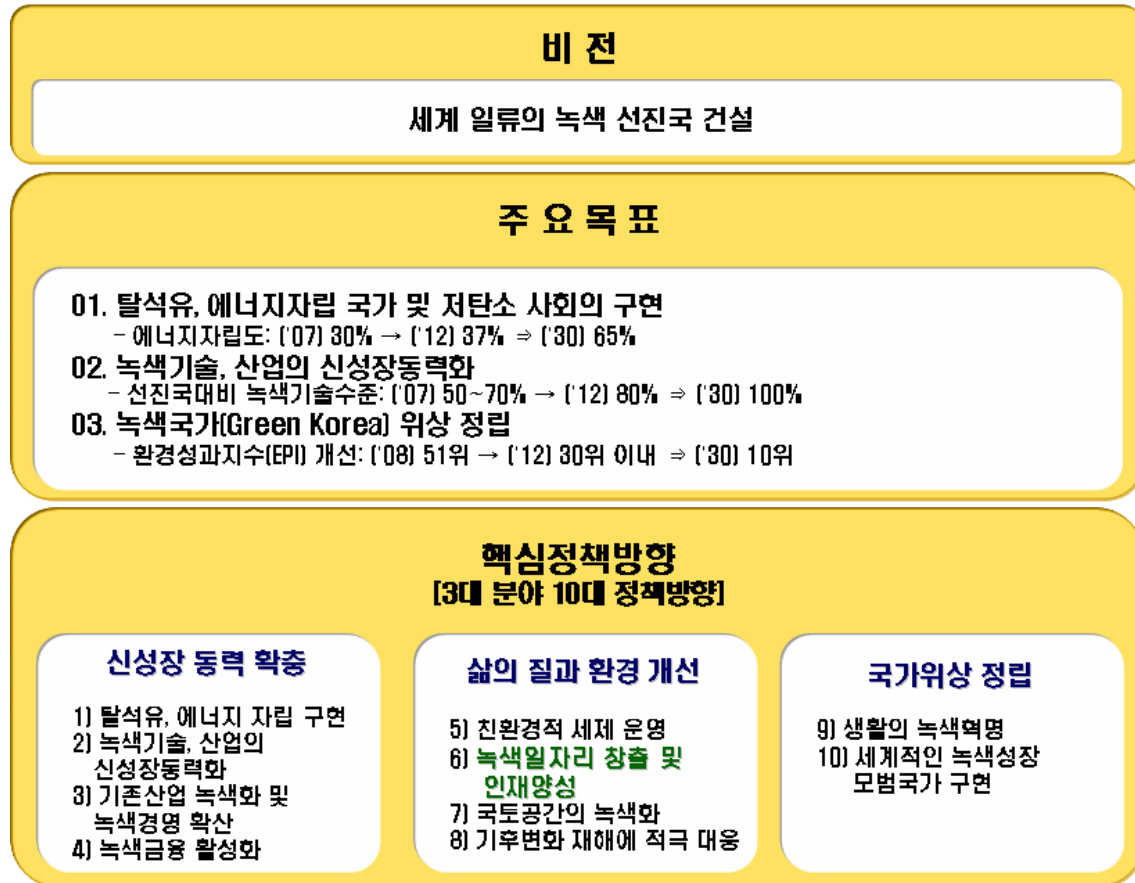 비 전
세계 일류의 녹색 선진국 건설
주 요 목 표
01. 탈석유, 에너지자립 국가 및 저탄소 사회의 구현
- 에너지자립도: ('07) 30% → ('12) 37% ⇒ ('30) 65%
02. 녹색기술, 산업의 신성장동력화
- 선진국대비 녹색기술수준: ('07) 50~70% → ('12) 80% ⇒ ('30) 100%
03. 녹색국가(Green Korea) 위상 정립
- 환경성과지수(EPI) 개선: ('08) 51위 → ('12) 30위 이내 ⇒ ('30) 10위
핵심정책방향
[3대 분야 10대 정책방향]
신성장 동력 확충
1) 탈석유, 에너지 자립 구현
2) 녹색기술, 산업의
신성장동력화
3) 기존산업 녹색화 및
녹색경영 확산
4) 녹색금융 활성화
삶의 질과 환경 개선
5) 친환경적 세제 운영
6) 녹색일자리 창출 및
인재양성
7) 국토공간의 녹색화
8) 기후변화 재해에 적극 대응
국가위상 정립
9) 생활의 녹색혁명
10) 세계적인 녹색성장
모범국가 구현